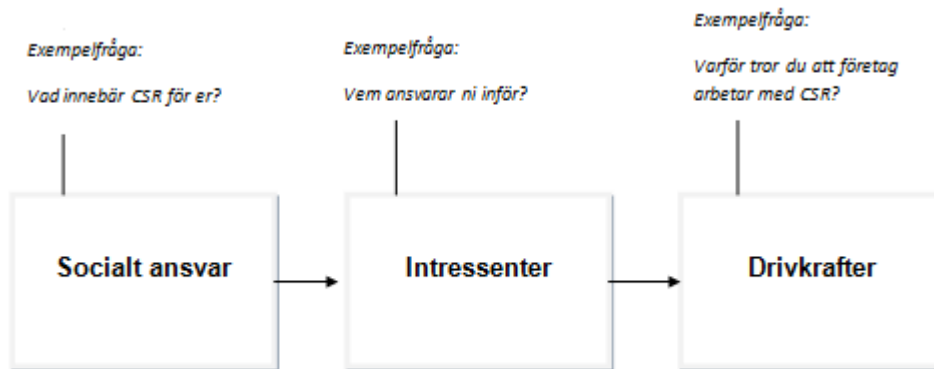 Exempelfråga:
Vad innebär CSR för er?
Exempelfråga:
Vem ansvarar ni inför?
Exempelfråga:
Varför tror du att företag
arbetar med CSR?
Socialt ansvar
Intressenter
Drivkrafter